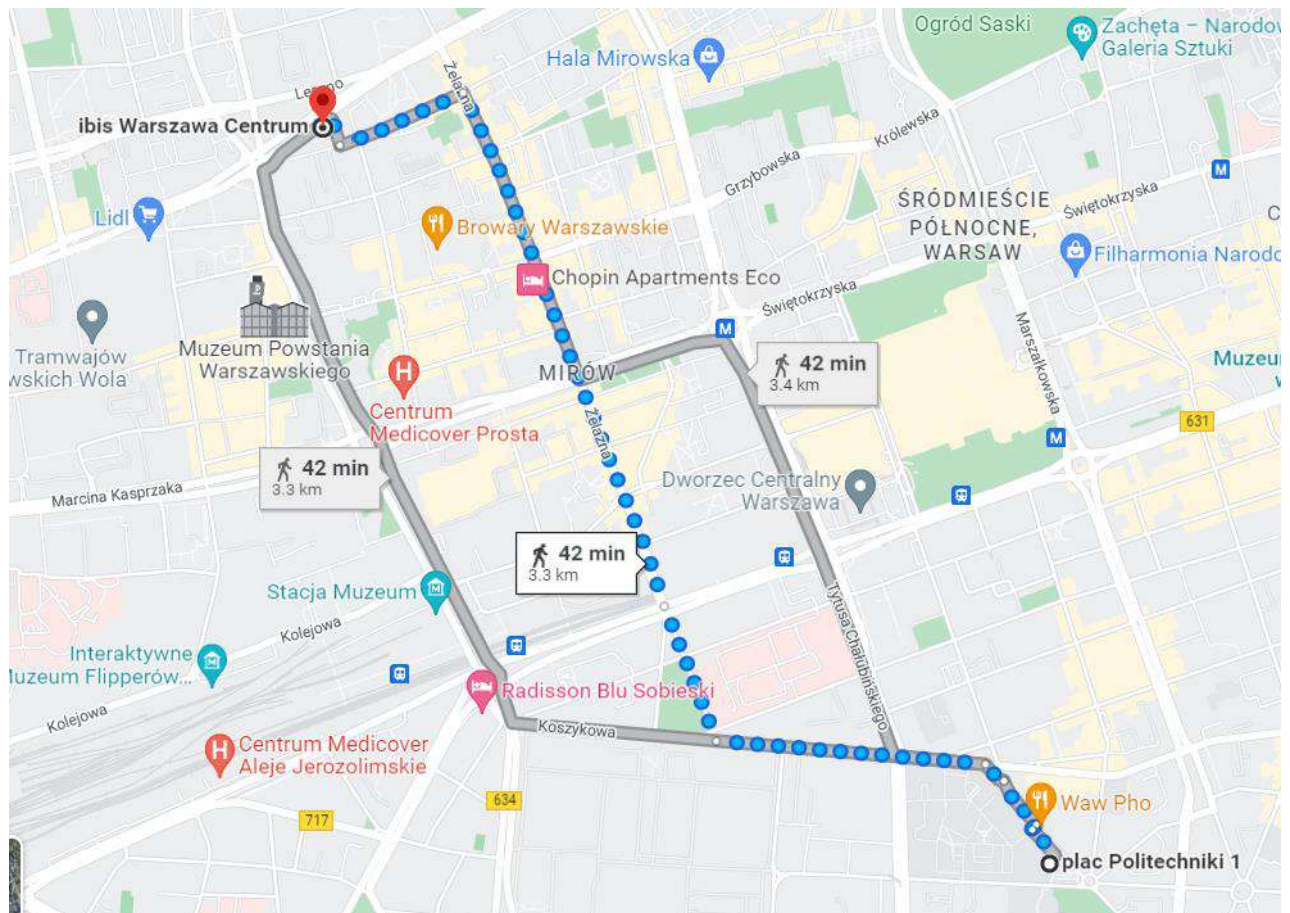 Ogród Saski
Zachęta – Narodow
Galeria Sztuki
Hala Mirowska
Żelazna
ibis Warszawa Centrum
Królewska
Grzybowska
ŚRÓDMIEŚCIE
PÓŁNOCNE,
WARSAW
Świętokrzyska
Lidl
Browary Warszawskie
Filharmonia Narodo
Chopin Apartments Eco
Świętokrzyska
Marszałkowska
Tramwajów
wskich Wola
Muzeum Powstania
Warszawskiego
MIRÓW
42 min
3.4 km
Muzeum
Centrum
Medicover Prosta
Żelazna
631
42 min
3.3 km
Marcina Kasprzaka
Dworzec Centralny
Warszawa
42 min
3.3 km
Stacja Muzeum
Kolejowa
Tytusa Chałubińskiego
Interaktywne
Muzeum Flipperów...
Radisson Blu Sobieski
Kolejowa
Koszykowa
Centrum Medicover
Aleje Jerozolimskie
634
717
Waw Pho
plac Politechniki 1